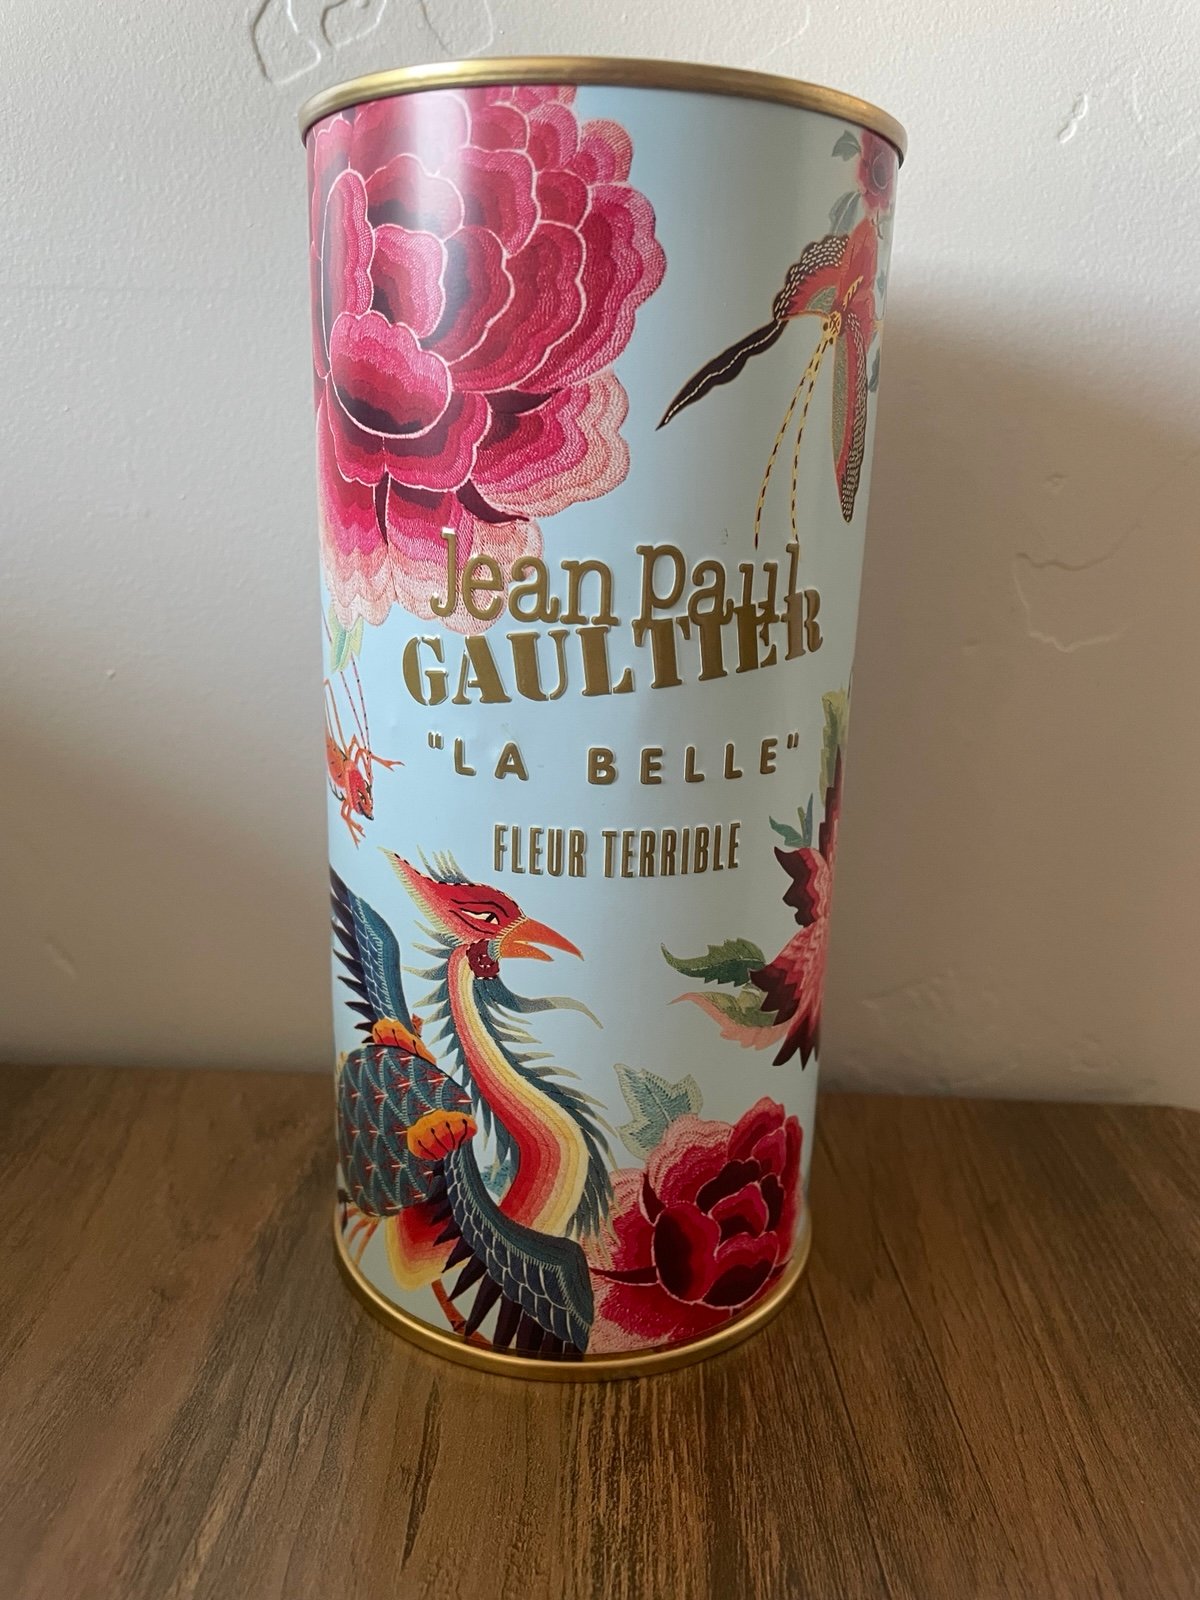 Jean Paul
GAULTIER
"LA BELLE"
FLEUR TERRIBLE